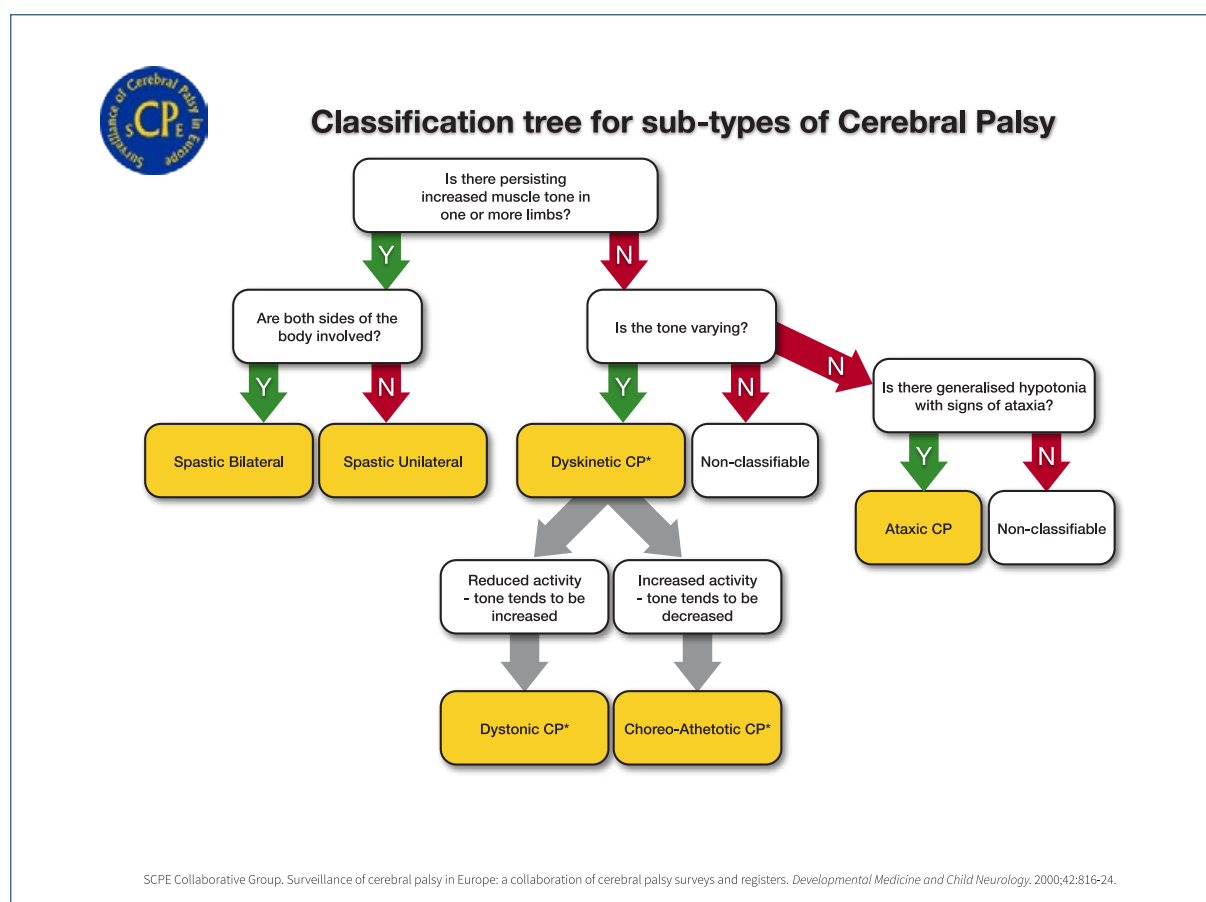 Surveillance of Cerebral Palsy in Europe
SCPE
Classification tree for sub-types of Cerebral Palsy
Is there persisting
increased muscle tone in
one or more limbs?
Y
N
Are both sides of the
body involved?
Is the tone varying?
Y
N
Y
N
N
Is there generalised hypotonia
with signs of ataxia?
Spastic Bilateral
Spastic Unilateral
Dyskinetic CP*
Non-classifiable
Y
N
Ataxic CP
Non-classifiable
Reduced activity
- tone tends to be
increased
Increased activity
- tone tends to be
decreased
Dystonic CP*
Choreo-Athetotic CP*
SCPE Collaborative Group. Surveillance of cerebral palsy in Europe: a collaboration of cerebral palsy surveys and registers. Developmental Medicine and Child Neurology. 2000;42:816-24.